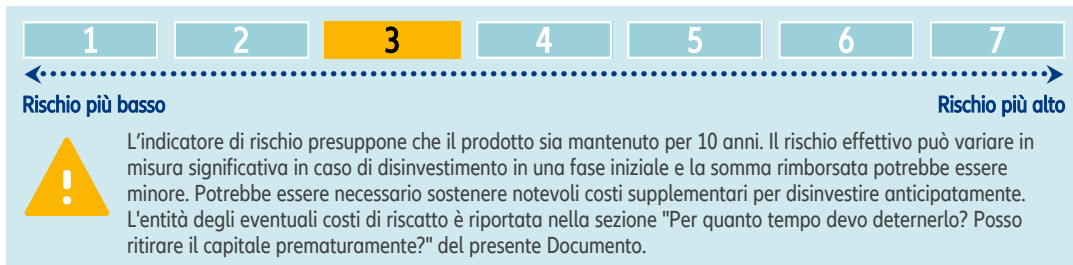 1 2 3 4 5 6 7
Rischio più basso Rischio più alto
L'indicatore di rischio presuppone che il prodotto sia mantenuto per 10 anni. Il rischio effettivo può variare in
misura significativa in caso di disinvestimento in una fase iniziale e la somma rimborsata potrebbe essere
minore. Potrebbe essere necessario sostenere notevoli costi supplementari per disinvestire anticipatamente.
L'entità degli eventuali costi di riscatto è riportata nella sezione "Per quanto tempo devo deternerlo? Posso
ritirare il capitale prematuramente?" del presente Documento.